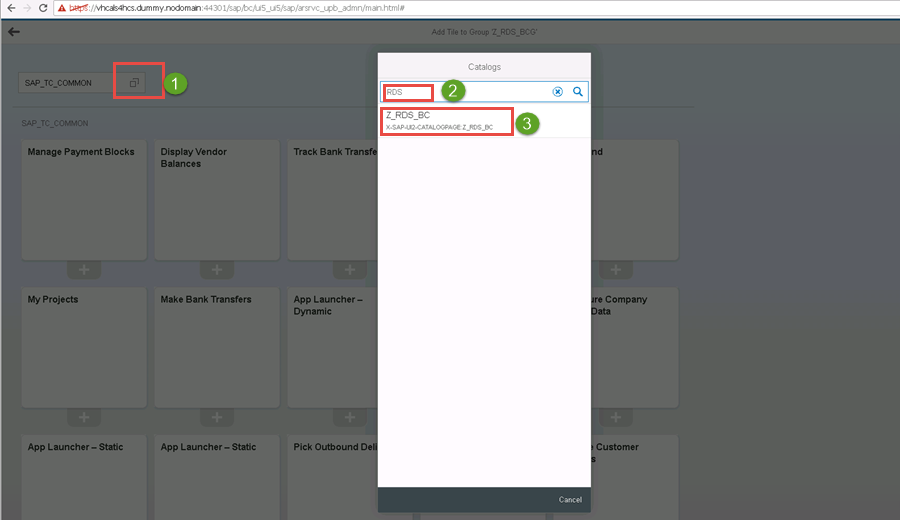 https://vhcals4hcs.dummy.nodomain:44301/sap/bc/ui5_ui5/sap/arsrvc_upb_admn/main.html#
Add Tile to Group 'Z_RDS_BCG'
SAP_TC_COMMON
1
Catalogs
RDS
2
Z_RDS_BC
X-SAP-UI2-CATALOGPAGE:Z_RDS_BC
3
SAP_TC_COMMON
Manage Payment Blocks
Display Vendor
Balances
Track Bank Transfe
My Projects
Make Bank Transfers
App Launcher –
Dynamic
Company
Data
App Launcher – Static
App Launcher – Static
Pick Outbound Deli
Customer
Cancel